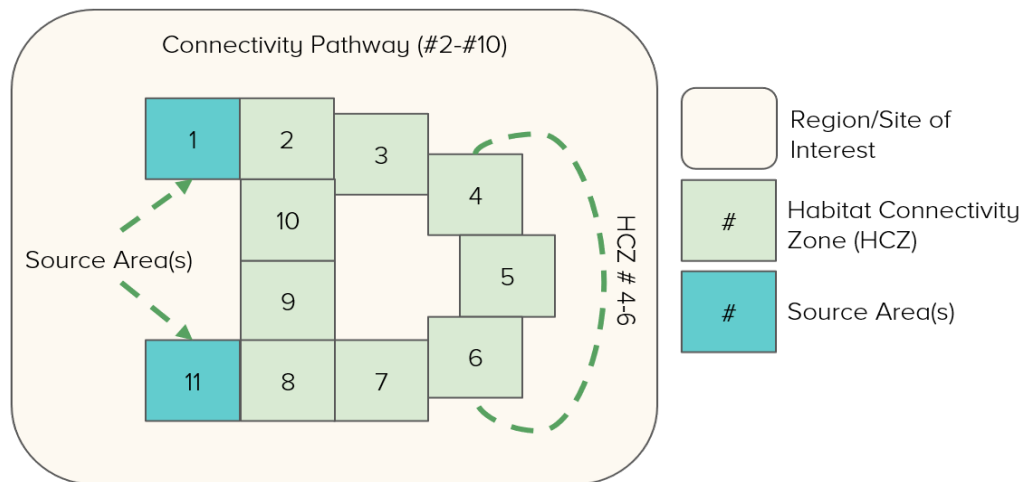 Connectivity Pathway (#2-#10)
1
2
3
4
10
5
Source Area(s)
9
6
11
8
7
HCZ # 4-6
Region/Site of
Interest
#
Habitat Connectivity
Zone (HCZ)
#
Source Area(s)